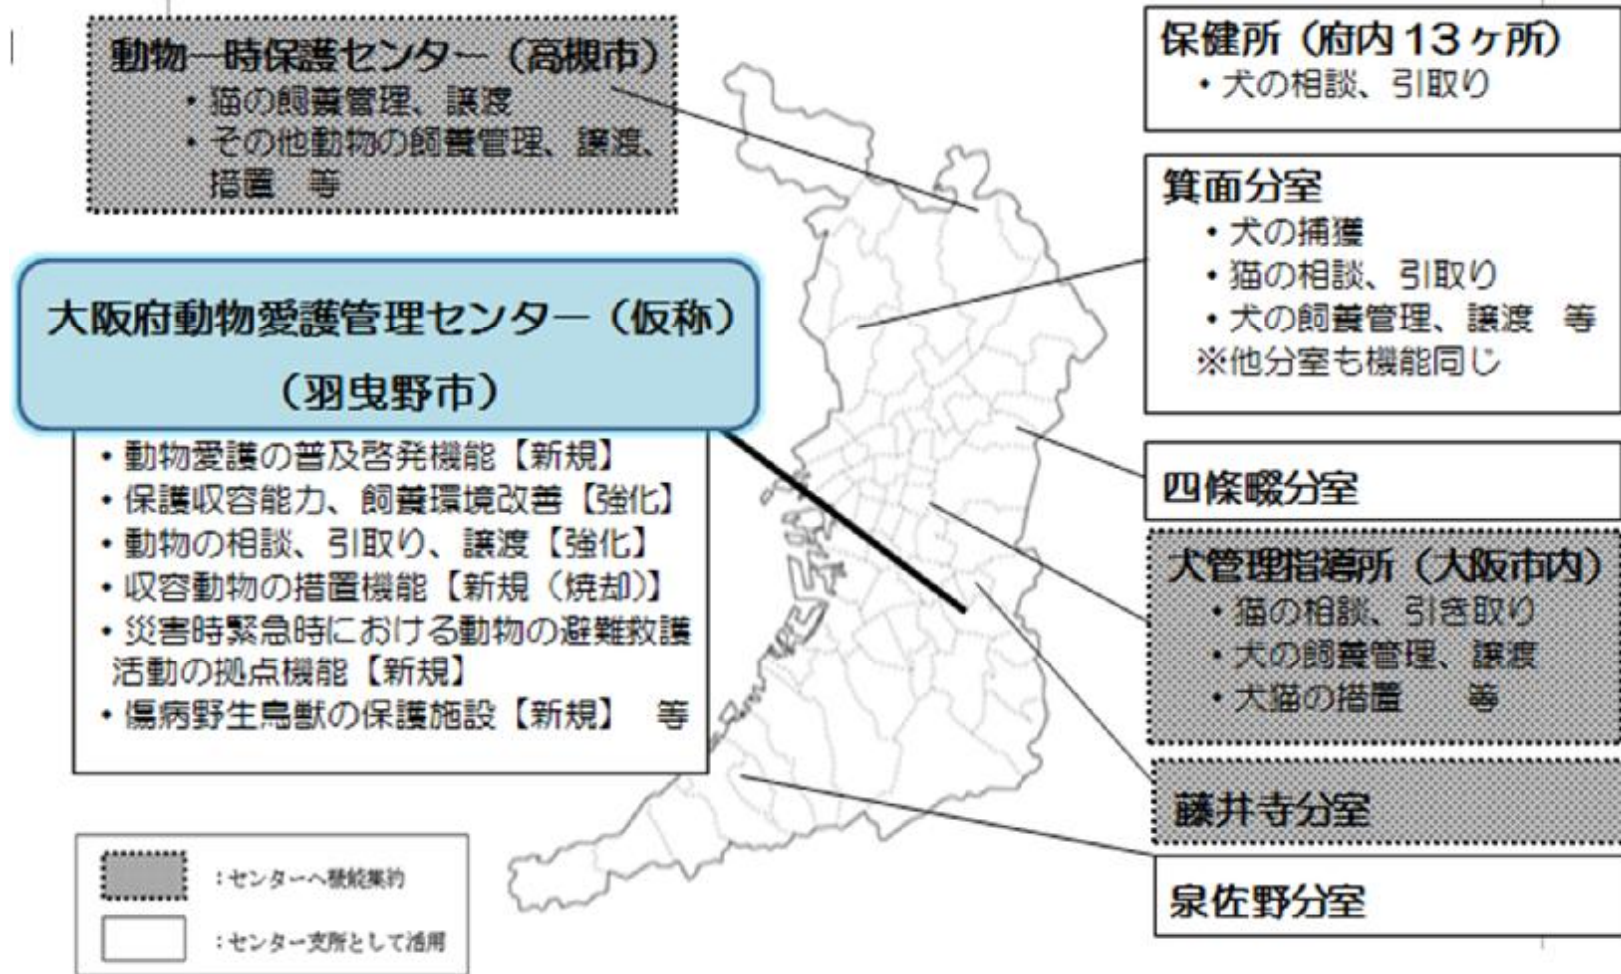 動物一時保護センター（高槻市）
・猫の飼養管理、譲渡
・その他動物の飼養管理、譲渡、
措置　等
大阪府動物愛護管理センター（仮称）
（羽曳野市）
・動物愛護の普及啓発機能【新規】
・保護収容能力、飼養環境改善【強化】
・動物の相談、引取り、譲渡【強化】
・収容動物の措置機能【新規（焼却）】
・災害時緊急時における動物の避難救護
活動の拠点機能【新規】
・傷病野生鳥獣の保護施設【新規】　等
：センターへ機能集約
：センター支所として活用
保健所（府内13ヶ所）
・犬の相談、引取り
箕面分室
・犬の捕獲
・猫の相談、引取り
・犬の飼養管理、譲渡　等
※他分室も機能同じ
四條畷分室
犬管理指導所（大阪市内）
・猫の相談、引き取り
・犬の飼養管理、譲渡
・犬猫の措置　　等
藤井寺分室
泉佐野分室